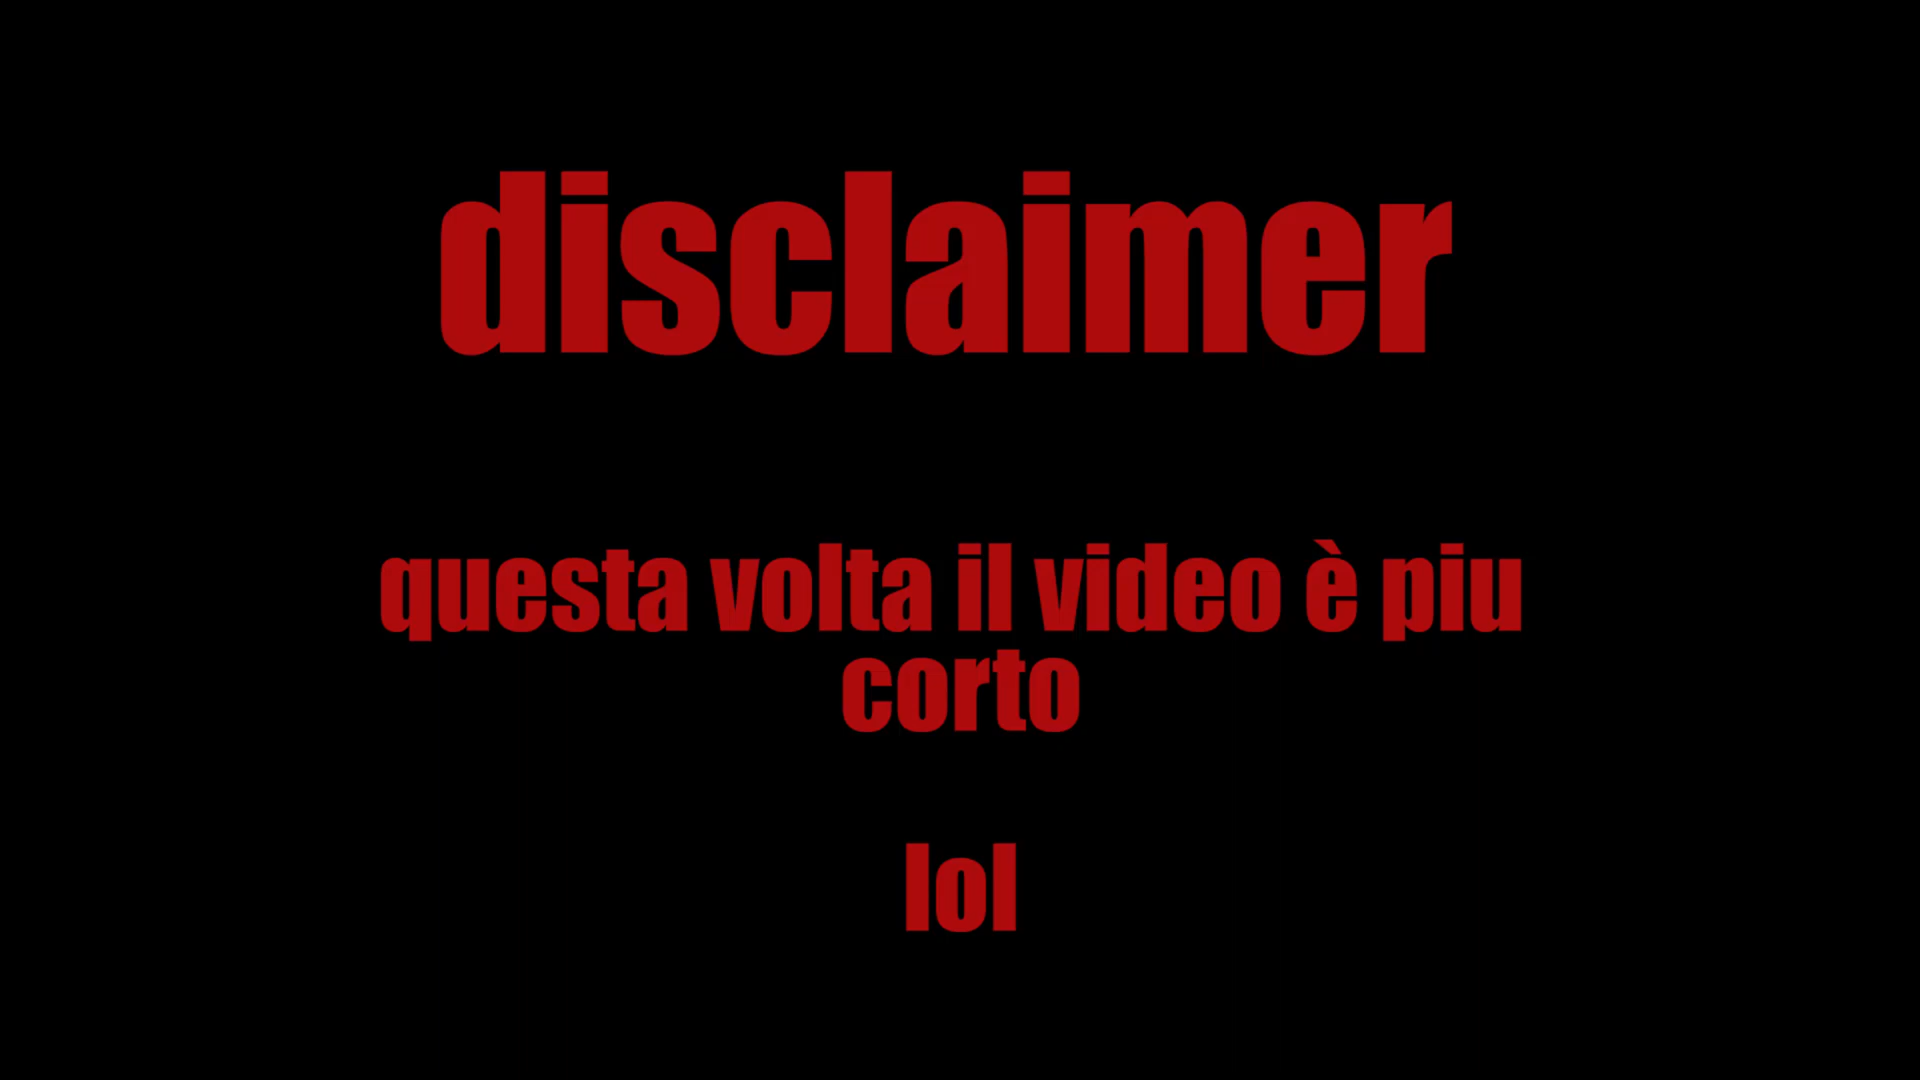 disclaimer
questa volta il video è piu
corto
lol